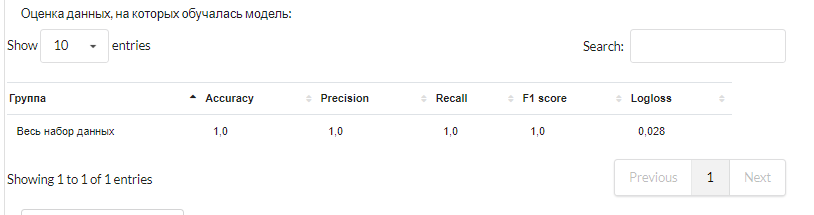 Оценка данных, на которых обучалась модель:
Show 10 entries Search:
Группа Accuracy Precision Recall F1 score Logloss
Весь набор данных 1,0 1,0 1,0 1,0 0,028
Showing 1 to 1 of 1 entries Previous 1 Next